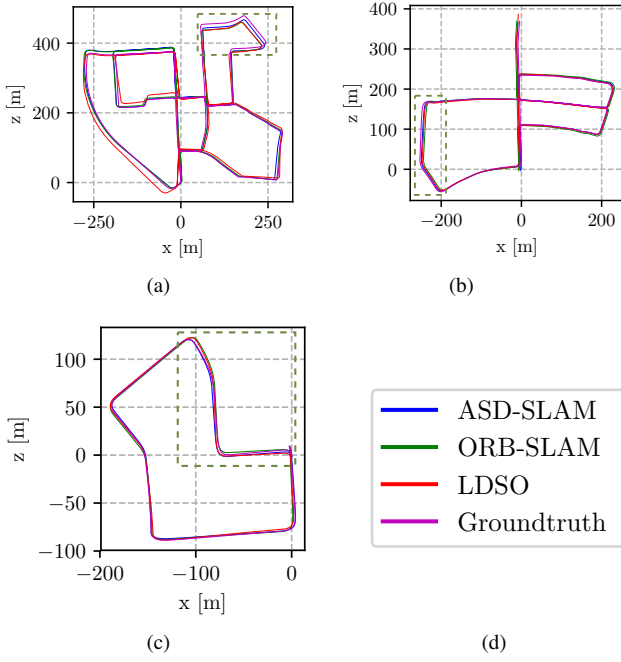 400
200
0
z [m]
−250
0
250
x [m]
(a)
400
300
200
100
0
z [m]
−200
0
200
x [m]
(b)
100
50
0
−50
−100
z [m]
−200
−100
0
x [m]
(c)
ASD-SLAM
ORB-SLAM
LDSO
Groundtruth
(d)